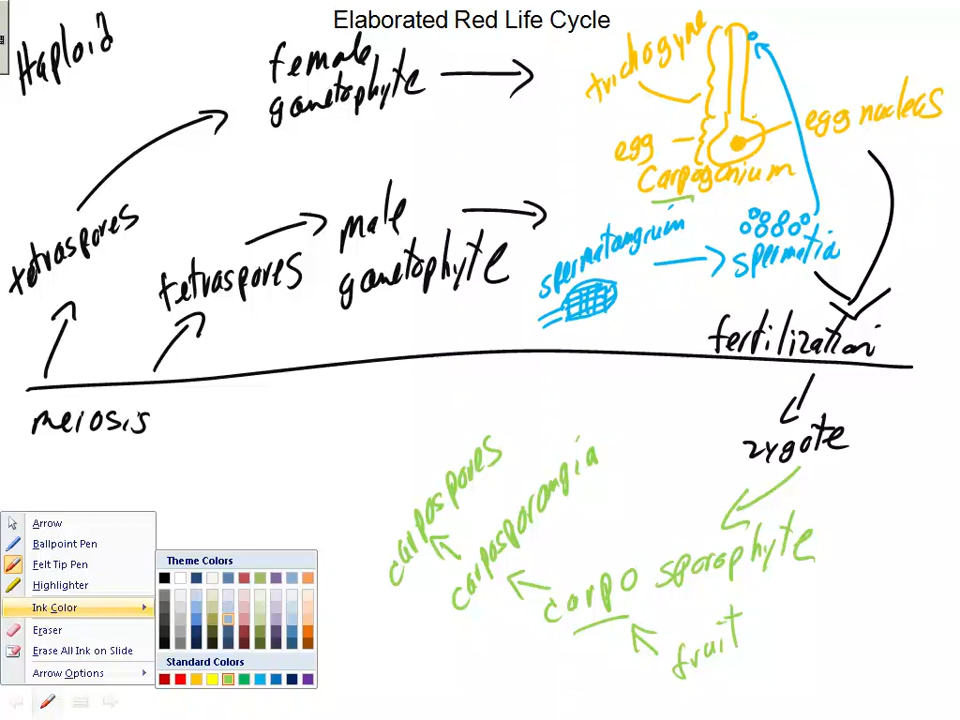 Elaborated Red Life Cycle
Haploid
female
gametophyte
trichogyne
egg
egg nucleus
Carpogonium
tetraspores
tetraspores
male
gametophyte
spermatangium
spermatia
fertilization
meiosis
zygote
carposporophyte
carposporangia
carpospores
fruit
Arrow
Ballpoint Pen
Felt Tip Pen
Highlighter
Ink Color
Eraser
Erase All Ink on Slide
Arrow Options
Theme Colors
Standard Colors